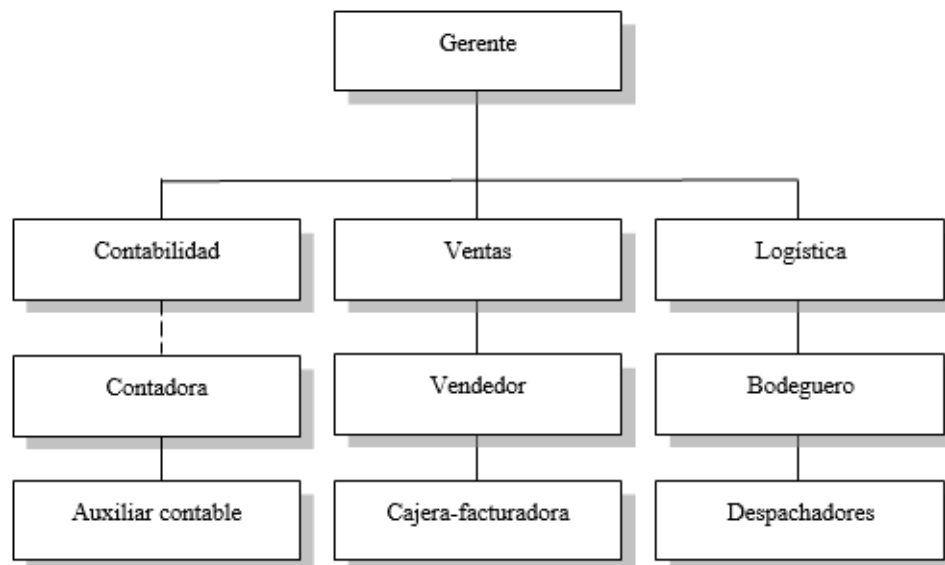 Gerente
Contabilidad
Ventas
Logística
Contadora
Vendedor
Bodeguero
Auxiliar contable
Cajera-facturadora
Despachadores